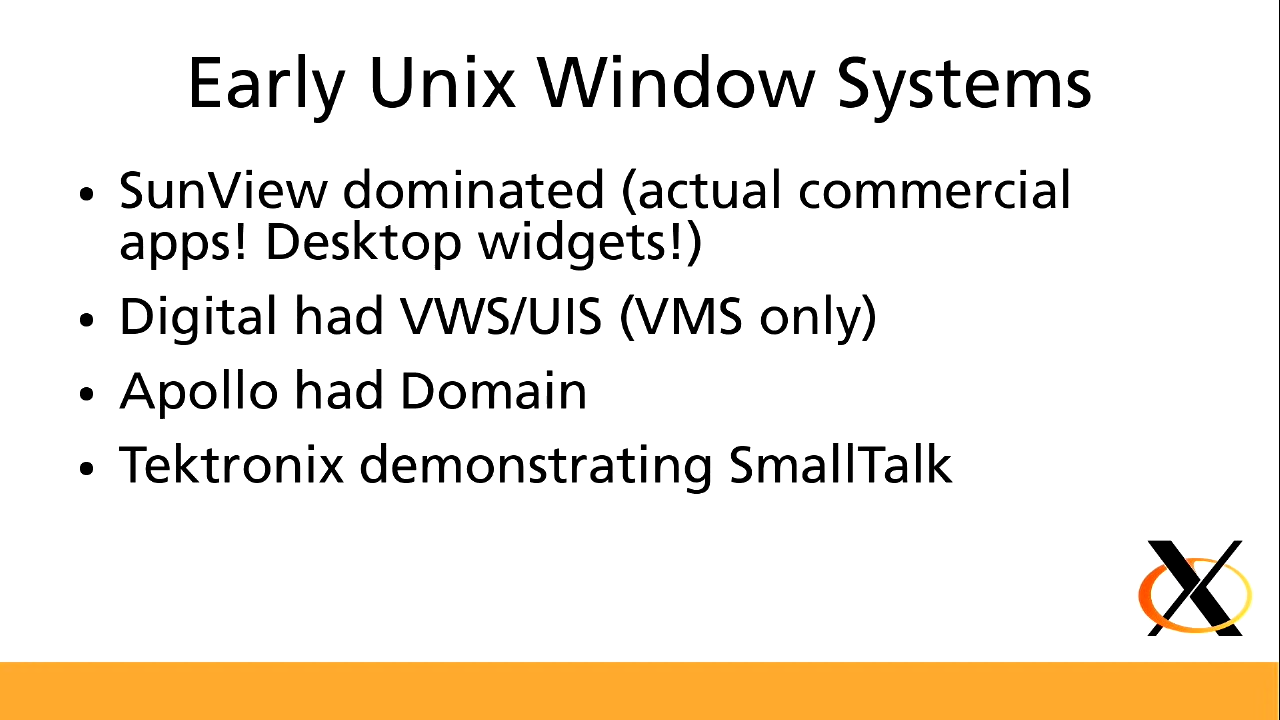 Early Unix Window Systems
• SunView dominated (actual commercial
apps! Desktop widgets!)
• Digital had VWS/UIS (VMS only)
• Apollo had Domain
• Tektronix demonstrating SmallTalk
X